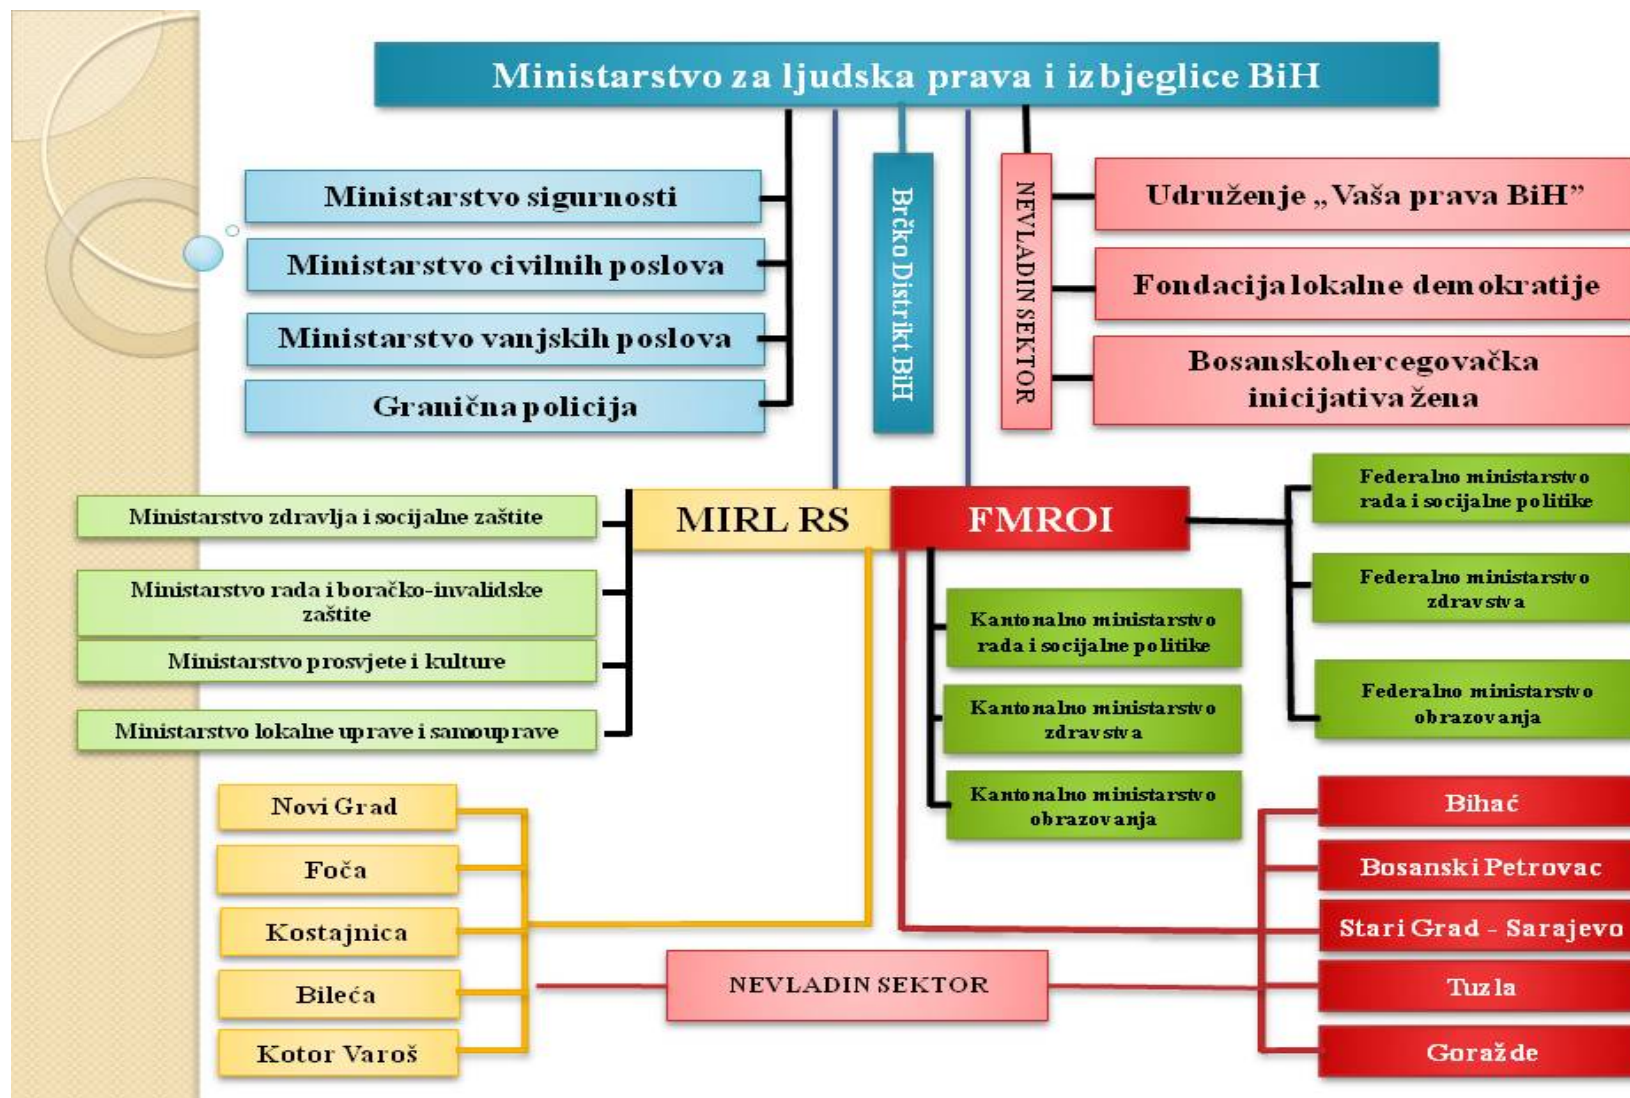 Ministarstvo za ljudska prava i izbjeglice BiH
Ministarstvo sigurnosti
Ministarstvo civilnih poslova
Ministarstvo vanjskih poslova
Granična policija
Brčko Distrikt BiH
NEVLADIN SEKTOR
Udruženje „Vaša prava BiH”
Fondacija lokalne demokratije
Bosanskohercegovačka
inicijativa žena
MIRL RS
FMROI
Ministarstvo zdravlja i socijalne zaštite
Ministarstvo rada i boračko-invalidske
zaštite
Ministarstvo prosvjete i kulture
Ministarstvo lokalne uprave i samouprave
Kantonalno ministarstvo
rada i socijalne politike
Kantonalno ministarstvo
zdravstva
Kantonalno ministarstvo
obrazovanja
Federalno ministarstvo
rada i socijalne politike
Federalno ministarstvo
zdravstva
Federalno ministarstvo
obrazovanja
Novi Grad
Foča
Kostajnica
Bileća
Kotor Varoš
NEVLADIN SEKTOR
Bihać
Bosanski Petrovac
Stari Grad - Sarajevo
Tuzla
Goražde